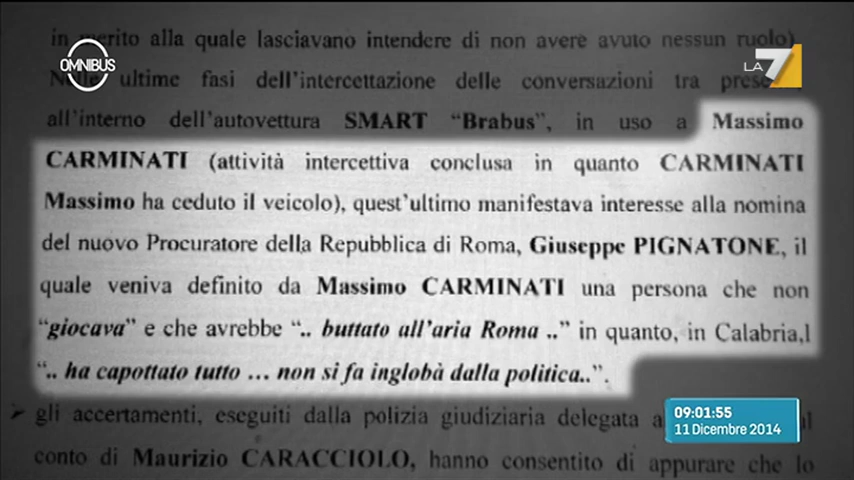 OMNIBUS
LA7
in merito alla quale lasciavano intendere di non avere avuto nessun ruolo)
Nelle ultime fasi dell'intercettazione delle conversazioni tra
all'interno dell'autovettura SMART "Brabus", in uso a Massimo
CARMINATI (attività intercettiva conclusa in quanto CARMINATI
Massimo ha ceduto il veicolo), quest'ultimo manifestava interesse alla nomina
del nuovo Procuratore della Repubblica di Roma, Giuseppe PIGNATONE, il
quale veniva definito da Massimo CARMINATI una persona che non
"giocava" e che avrebbe ".. buttato all'aria Roma .." in quanto, in Calabria,l
".. ha capottato tutto … non si fa inglobà dalla politica..".
➢ gli accertamenti, eseguiti dalla polizia giudiziaria delegata
conto di Maurizio CARACCIOLO, hanno consentito di appurare che lo
09:01:55
11 Dicembre 2014